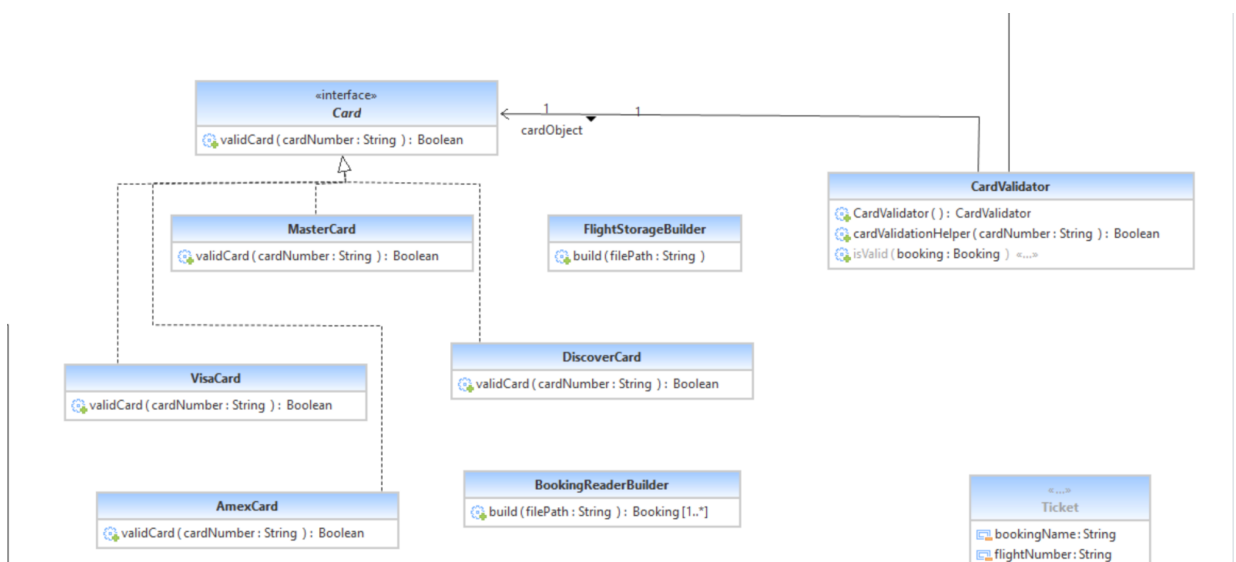 «interface»
Card
validCard ( cardNumber : String ) : Boolean
1
1
cardObject
CardValidator
CardValidator ( ) : CardValidator
cardValidationHelper ( cardNumber : String ) : Boolean
isValid ( booking : Booking ) «...»
MasterCard
validCard ( cardNumber : String ) : Boolean
FlightStorageBuilder
build ( filePath : String )
VisaCard
validCard ( cardNumber : String ) : Boolean
DiscoverCard
validCard ( cardNumber : String ) : Boolean
AmexCard
validCard ( cardNumber : String ) : Boolean
BookingReaderBuilder
build ( filePath : String ) : Booking [1..*]
«...»
Ticket
bookingName : String
flightNumber : String